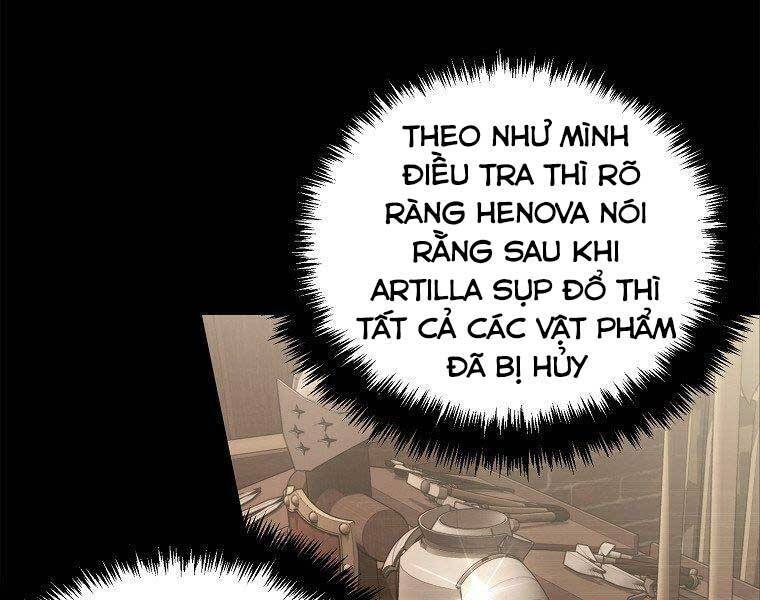 THEO NHƯ MÌNH
ĐIỀU TRA THÌ RÕ
RÀNG HENOVA NÓI
RẰNG SAU KHI
ARTILLA SỤP ĐỔ THÌ
TẤT CẢ CÁC VẬT PHẨM
ĐÃ BỊ HỦY